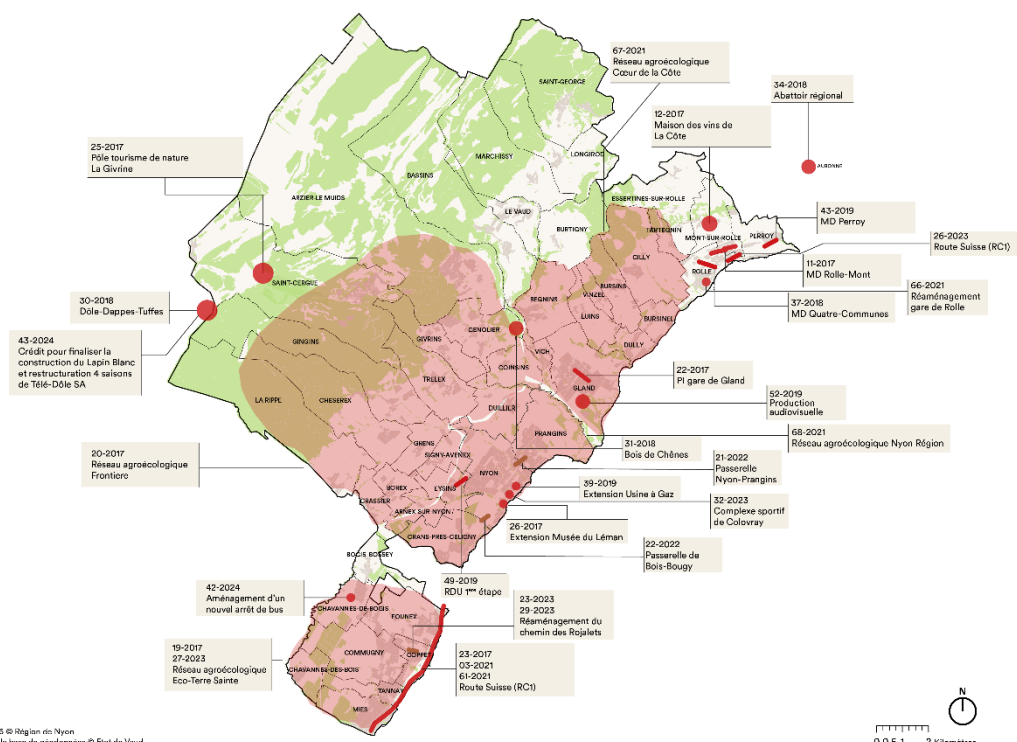 67-2021
Réseau agroécologique
Cœur de la Côte
34-2018
Abattoir régional
12-2017
Maison des vins de
La Côte
25-2017
Pôle tourisme de nature
La Givrine
SAINT-GEORGE
LONGIROD
MARCHISSY
BASSINS
AUBONNE
ARZIER-LE MUIDS
LE VAUD
ESSERTINES-SUR-ROLLE
BURTIGNY
TARTEGNIN
MONT-SUR-ROLLE
PERROY
43-2019
MD Perroy
26-2023
Route Suisse (RC1)
GILLY
ROLLE
11-2017
MD Rolle-Mont
SAINT-CERGUE
BURSINS
VINZEL
BEGNINS
37-2018
MD Quatre-Communes
66-2021
Réaménagement
gare de Rolle
30-2018
Dôle-Dappes-Tuffes
LUINS
BURSINEL
GENOLIER
43-2024
Crédit pour finaliser la
construction du Lapin Blanc
et restructuration 4 saisons
de Télé-Dôle SA
GINGINS
GIVRINS
VICH
DULLY
COINSINS
22-2017
PI gare de Gland
TRELEX
GLAND
LA RIPPE
CHESEREX
DUILLIER
52-2019
Production
audiovisuelle
PRANGINS
68-2021
Réseau agroécologique Nyon Région
GRENS
31-2018
Bois de Chênes
20-2017
Réseau agroécologique
Frontiere
SIGNY-AVENEX
NYON
21-2022
Passerelle
Nyon-Prangins
BOREX
EYSINS
39-2019
Extension Usine à Gaz
CRASSIER
32-2023
Complexe sportif
de Colovray
ARNEX SUR NYON
26-2017
Extension Musée du Léman
CRANS-PRES-CELIGNY
22-2022
Passerelle de
Bois-Bougy
BOGIS-BOSSEY
49-2019
RDU 1ère étape
42-2024
Aménagement d'un
nouvel arrêt de bus
CHAVANNES-DE-BOGIS
FOUNEX
23-2023
29-2023
Réaménagement du
chemin des Rojalets
19-2017
27-2023
Réseau agroécologique
Eco-Terre Sainte
COMMUGNY
COPPET
CHAVANNES-DES-BOIS
23-2017
03-2021
61-2021
Route Suisse (RC1)
TANNAY
MIES
N
© Région de Nyon